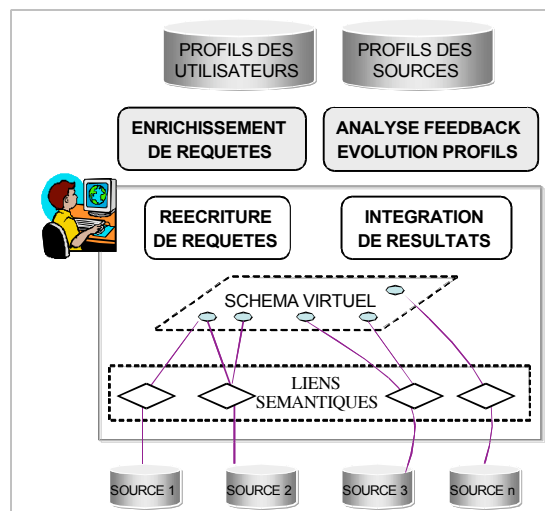 PROFILS DES
UTILISATEURS
PROFILS DES
SOURCES
ENRICHISSEMENT
DE REQUETES
ANALYSE FEEDBACK
EVOLUTION PROFILS
REECRITURE
DE REQUETES
INTEGRATION
DE RESULTATS
SCHEMA VIRTUEL
LIENS
SEMANTIQUES
SOURCE 1
SOURCE 2
SOURCE 3
SOURCE n